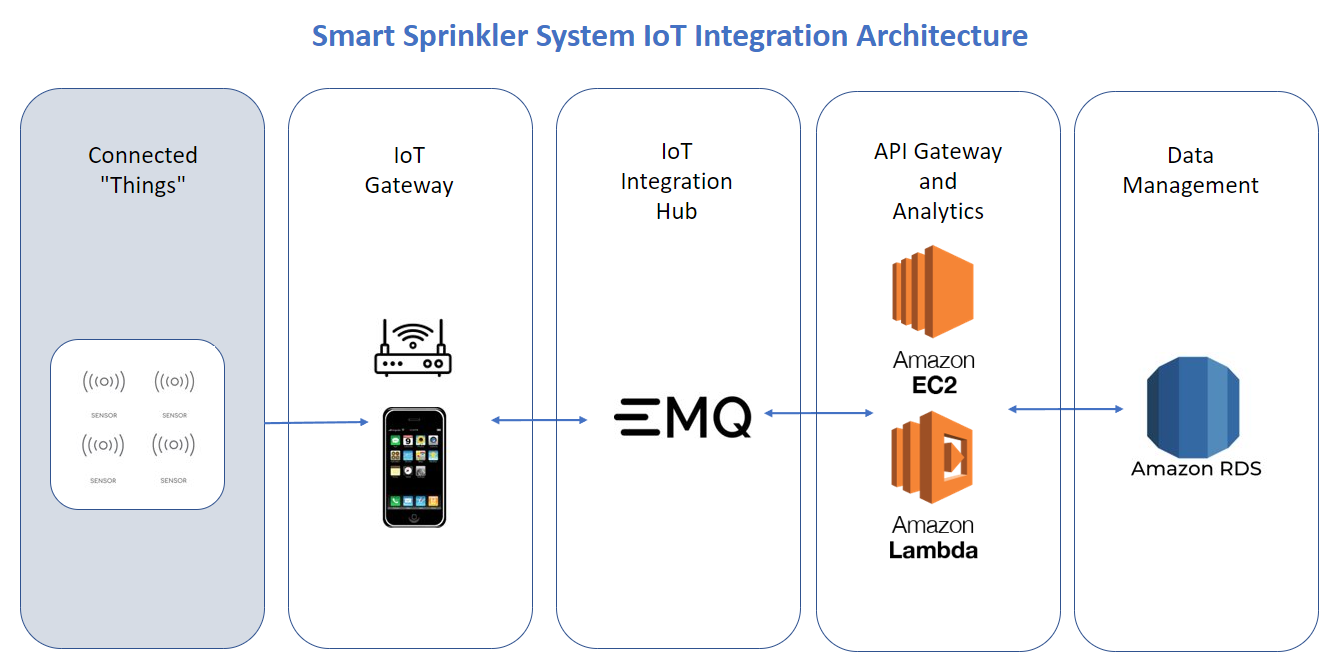 Smart Sprinkler System IoT Integration Architecture
Connected
"Things"
SENSOR SENSOR
SENSOR SENSOR
IoT
Gateway
IoT
Integration
Hub
EMQ
API Gateway
and
Analytics
Amazon
EC2
Amazon
Lambda
Data
Management
Amazon RDS